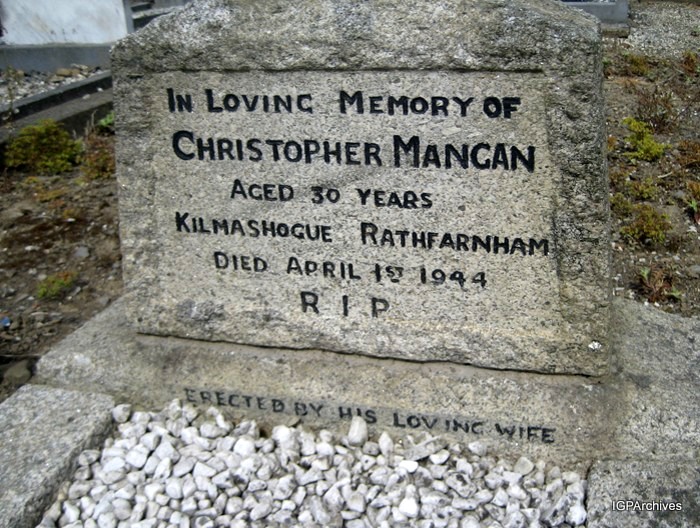 In Loving Memory of
Christopher Mangan
Aged 30 years
Kilmashogue Rathfarnham
Died April 1st 1944
R I P
Erected by his loving wife
IGPArchives